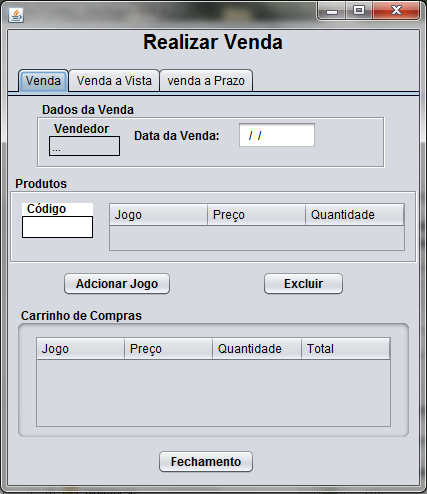 Realizar Venda
Venda Venda a Vista venda a Prazo
Dados da Venda
Vendedor
... Data da Venda: / /
Produtos
Código
Jogo Preço Quantidade
Adcionar Jogo Excluir
Carrinho de Compras
Jogo Preço Quantidade Total
Fechamento